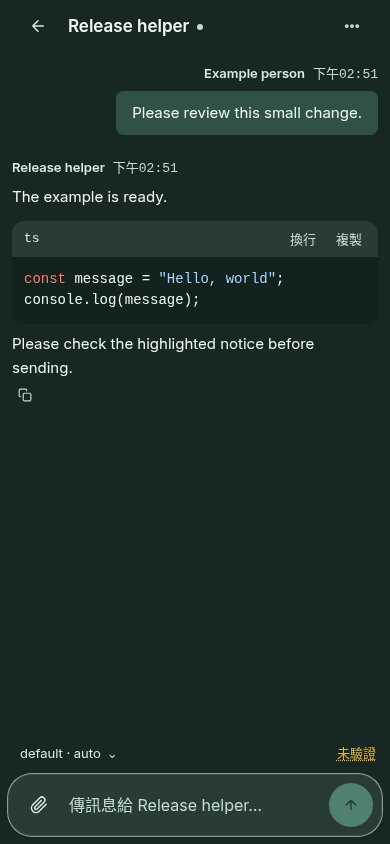 Release helper
Example person 下午02:51
Please review this small change.
Release helper 下午02:51
The example is ready.
ts 換行 複製
const message = "Hello, world";
console.log(message);
Please check the highlighted notice before
sending.
default · auto
未驗證
傳訊息給 Release helper...